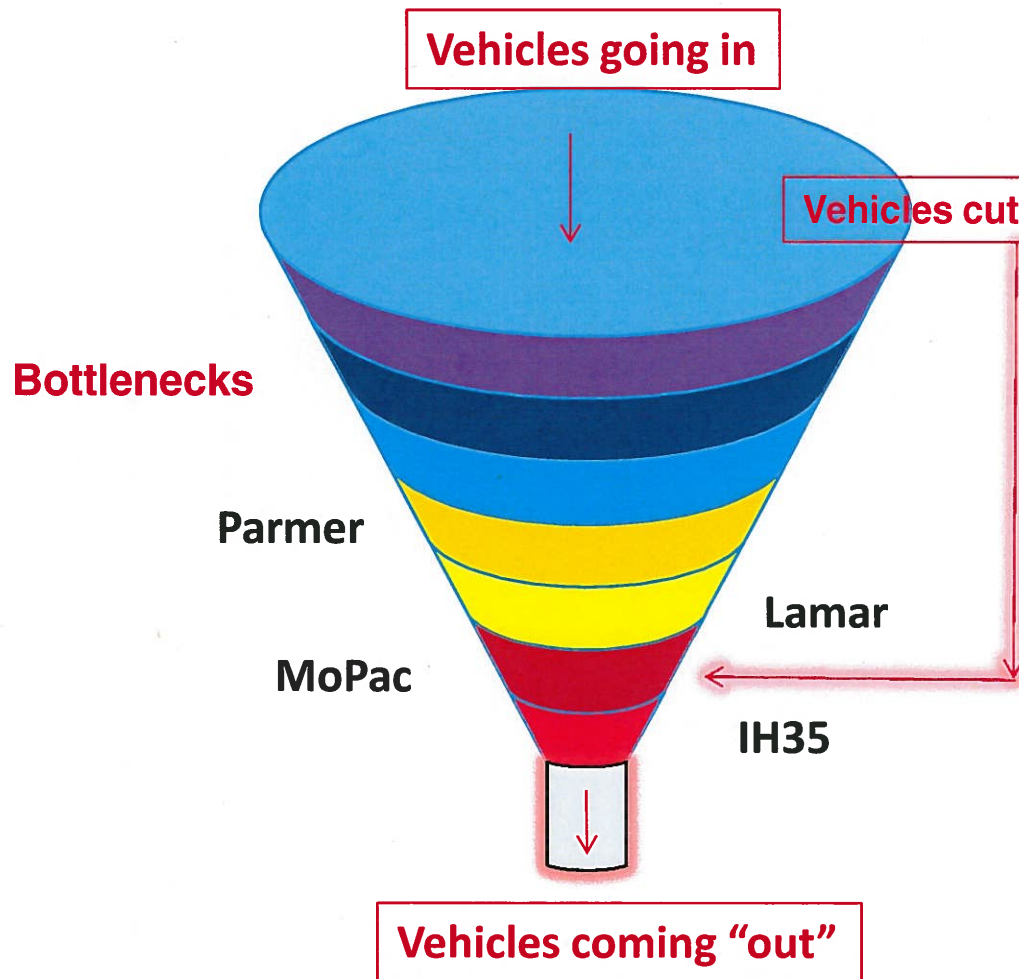 Vehicles going in
Vehicles cut
Bottlenecks
Parmer
Lamar
MoPac
IH35
Vehicles coming “out”